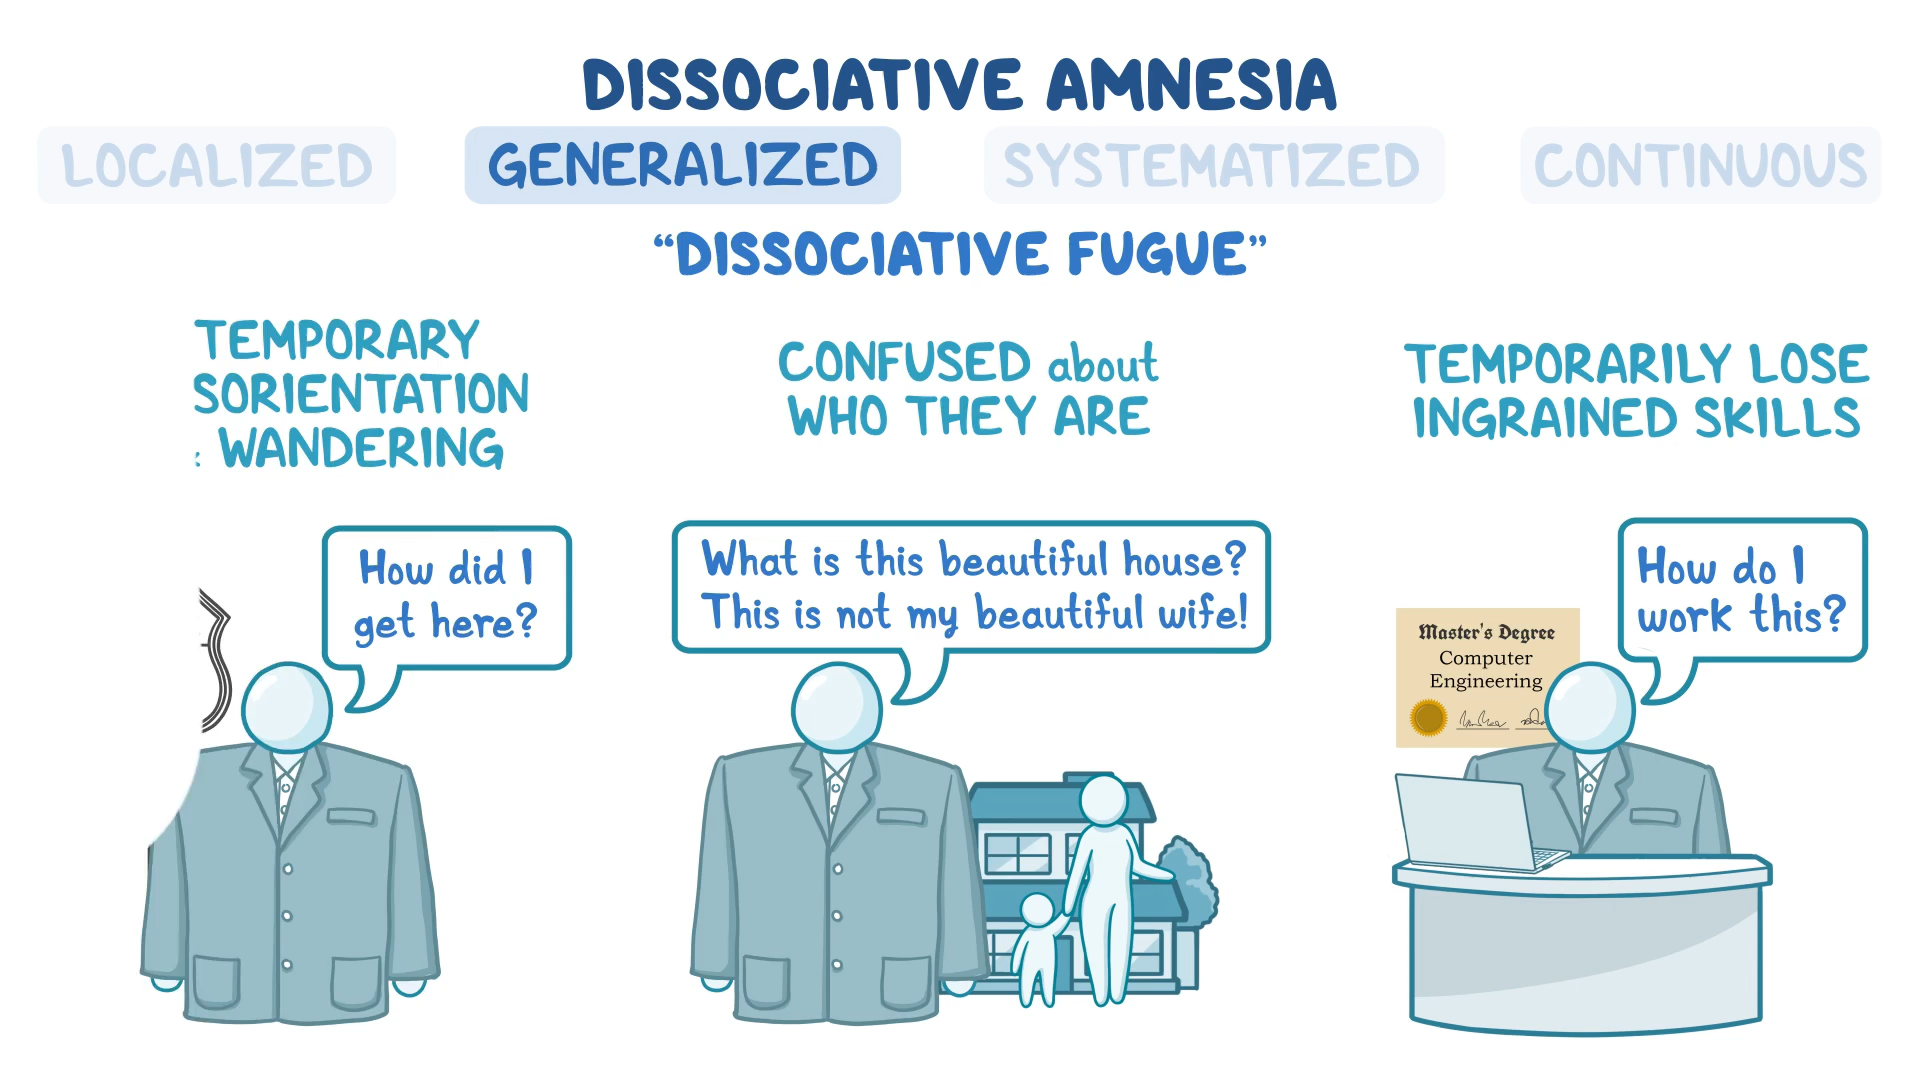 DISSOCIATIVE AMNESIA
LOCALIZED
GENERALIZED
SYSTEMATIZED
CONTINUOUS
“DISSOCIATIVE FUGUE”
TEMPORARY
SORIENTATION
WANDERING
CONFUSED about
WHO THEY ARE
TEMPORARILY LOSE
INGRAINED SKILLS
How did I
get here?
What is this beautiful house?
This is not my beautiful wife!
How do I
work this?
Master's Degree
Computer
Engineering